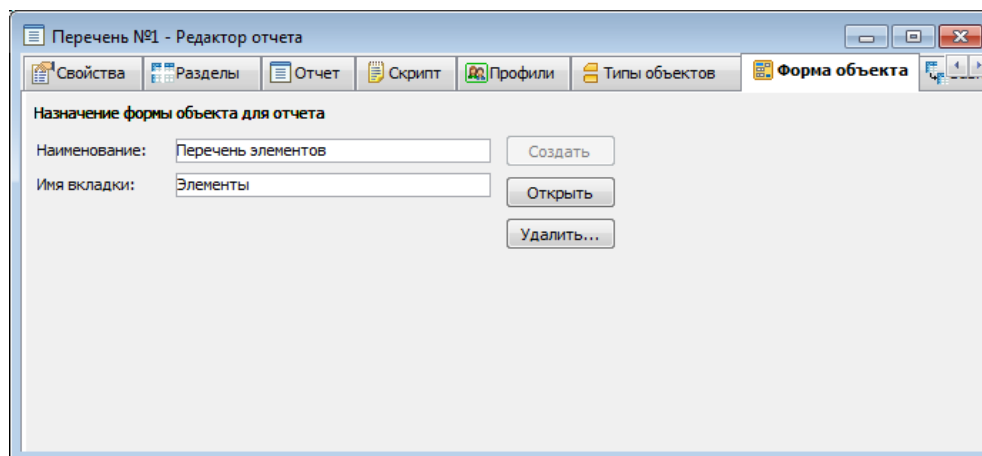 Перечень №1 - Редактор отчета
Свойства Разделы Отчет Скрипт Профили Типы объектов Форма объекта
Назначение формы объекта для отчета
Наименование: Перечень элементов Создать
Имя вкладки: Элементы Открыть
Удалить...